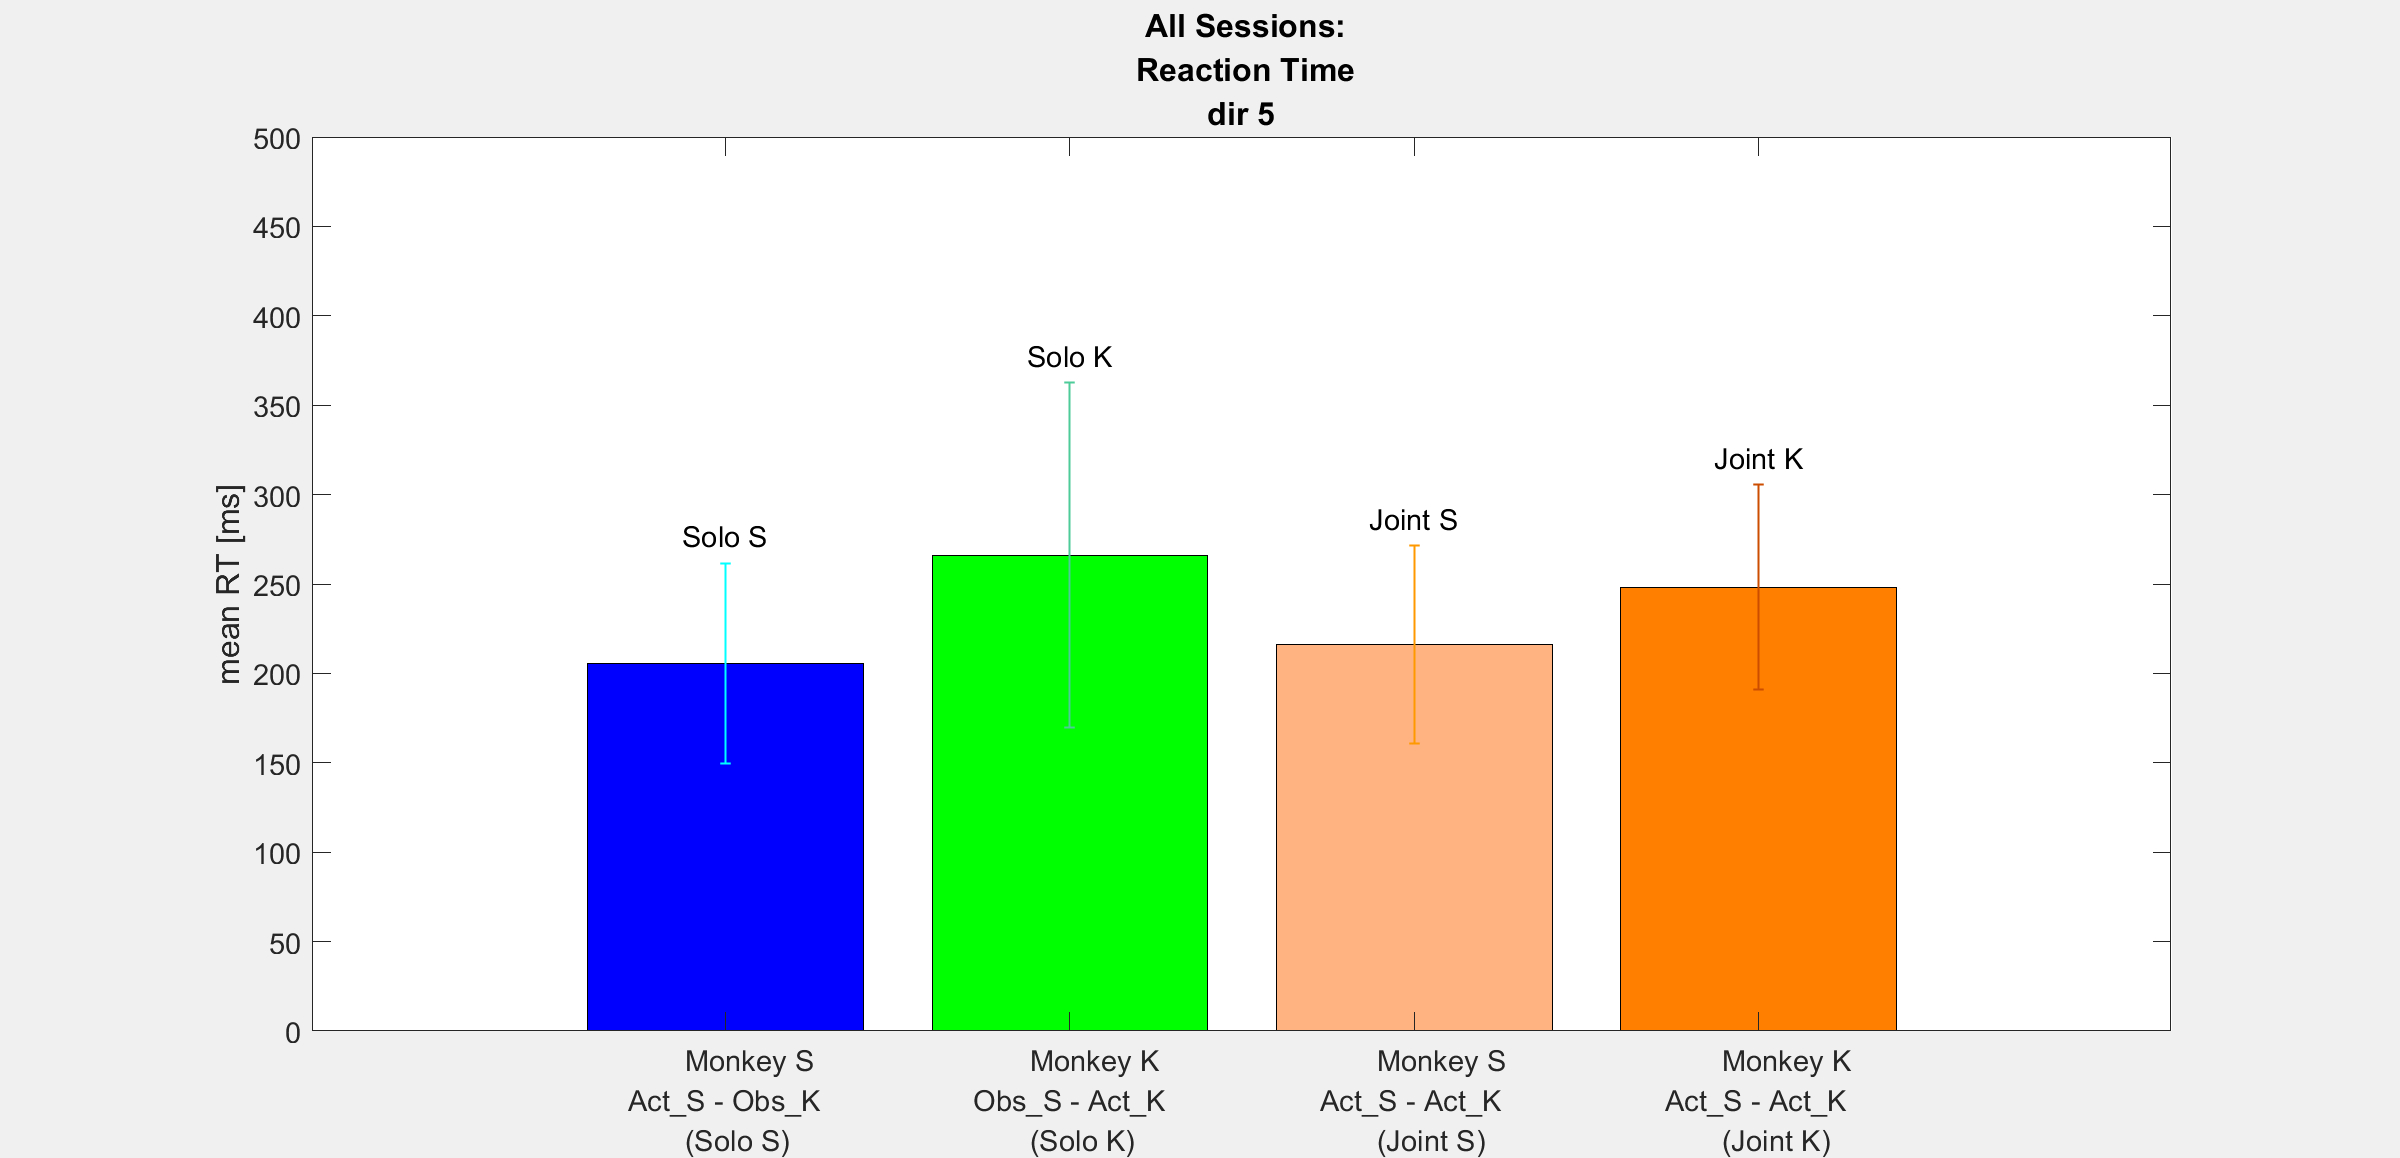 All Sessions:
Reaction Time
dir 5
mean RT [ms]
500
450
400
350
300
250
200
150
100
50
0
Solo S
Solo K
Joint S
Joint K
Monkey S
Act_S - Obs_K
(Solo S)
Monkey K
Obs_S - Act_K
(Solo K)
Monkey S
Act_S - Act_K
(Joint S)
Monkey K
Act_S - Act_K
(Joint K)